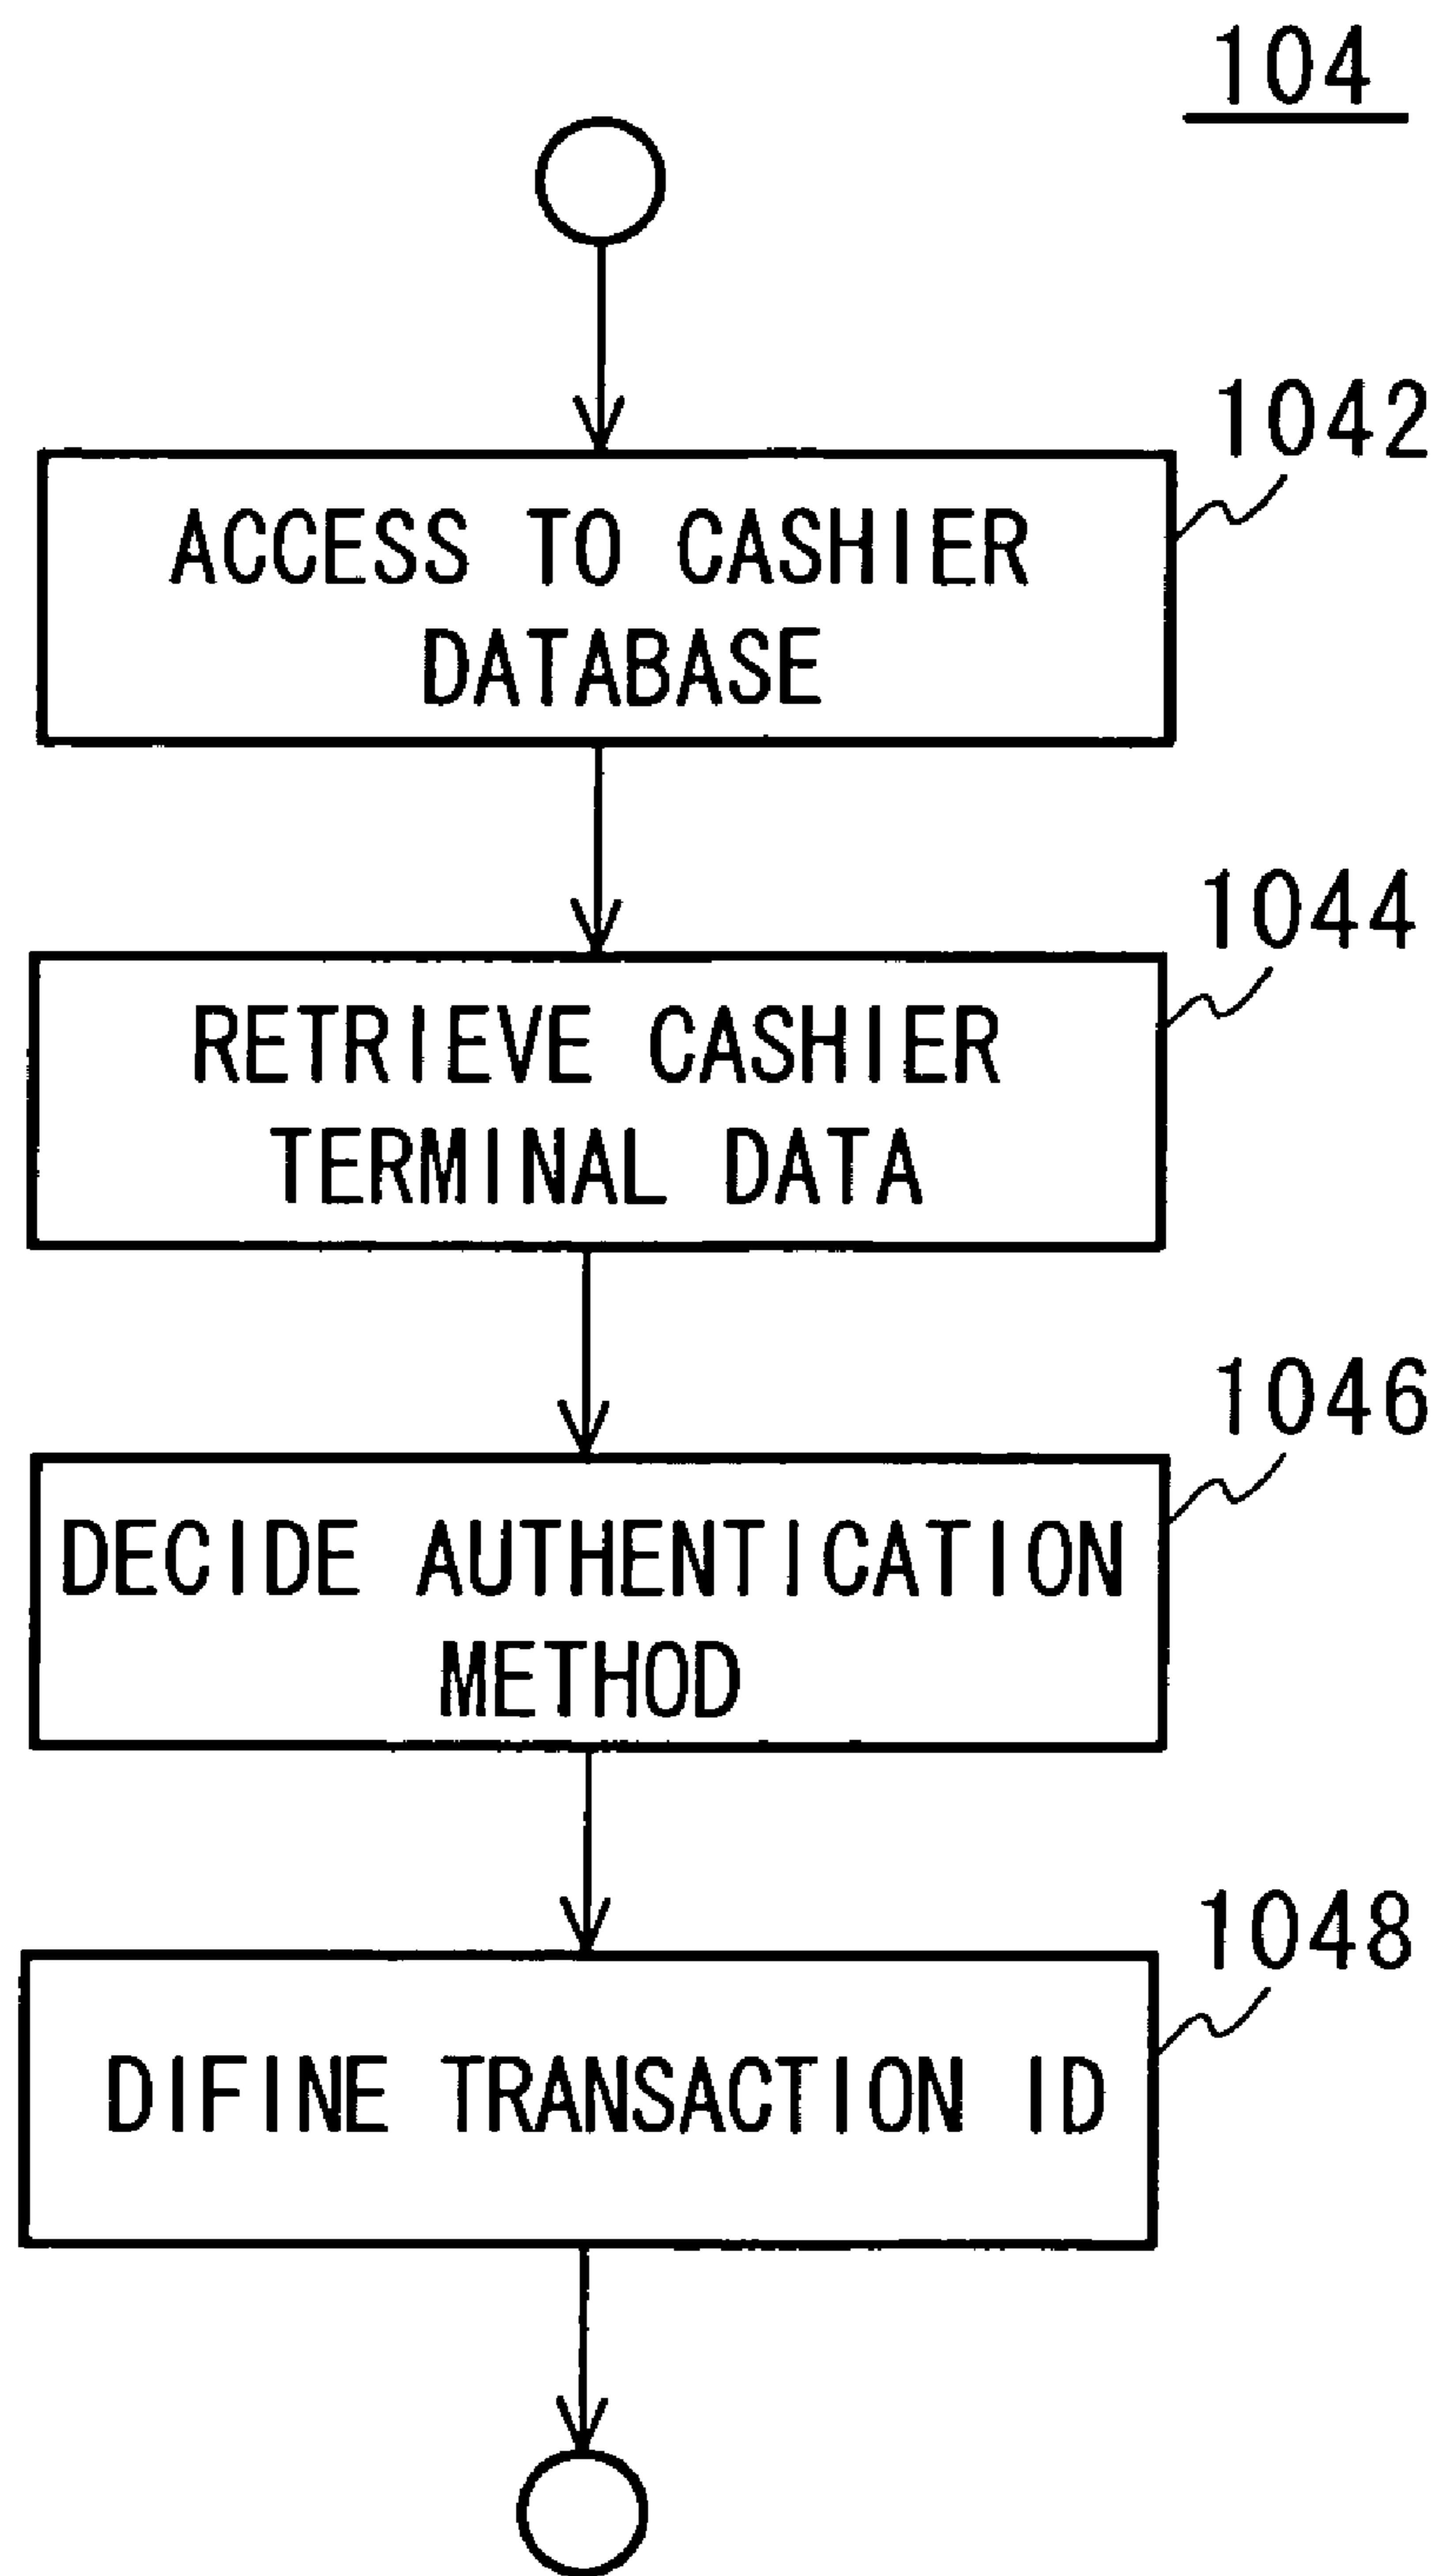 104
1042
ACCESS TO CASHIER
DATABASE
1044
RETRIEVE CASHIER
TERMINAL DATA
1046
DECIDE AUTHENTICATION
METHOD
1048
DIFINE TRANSACTION ID